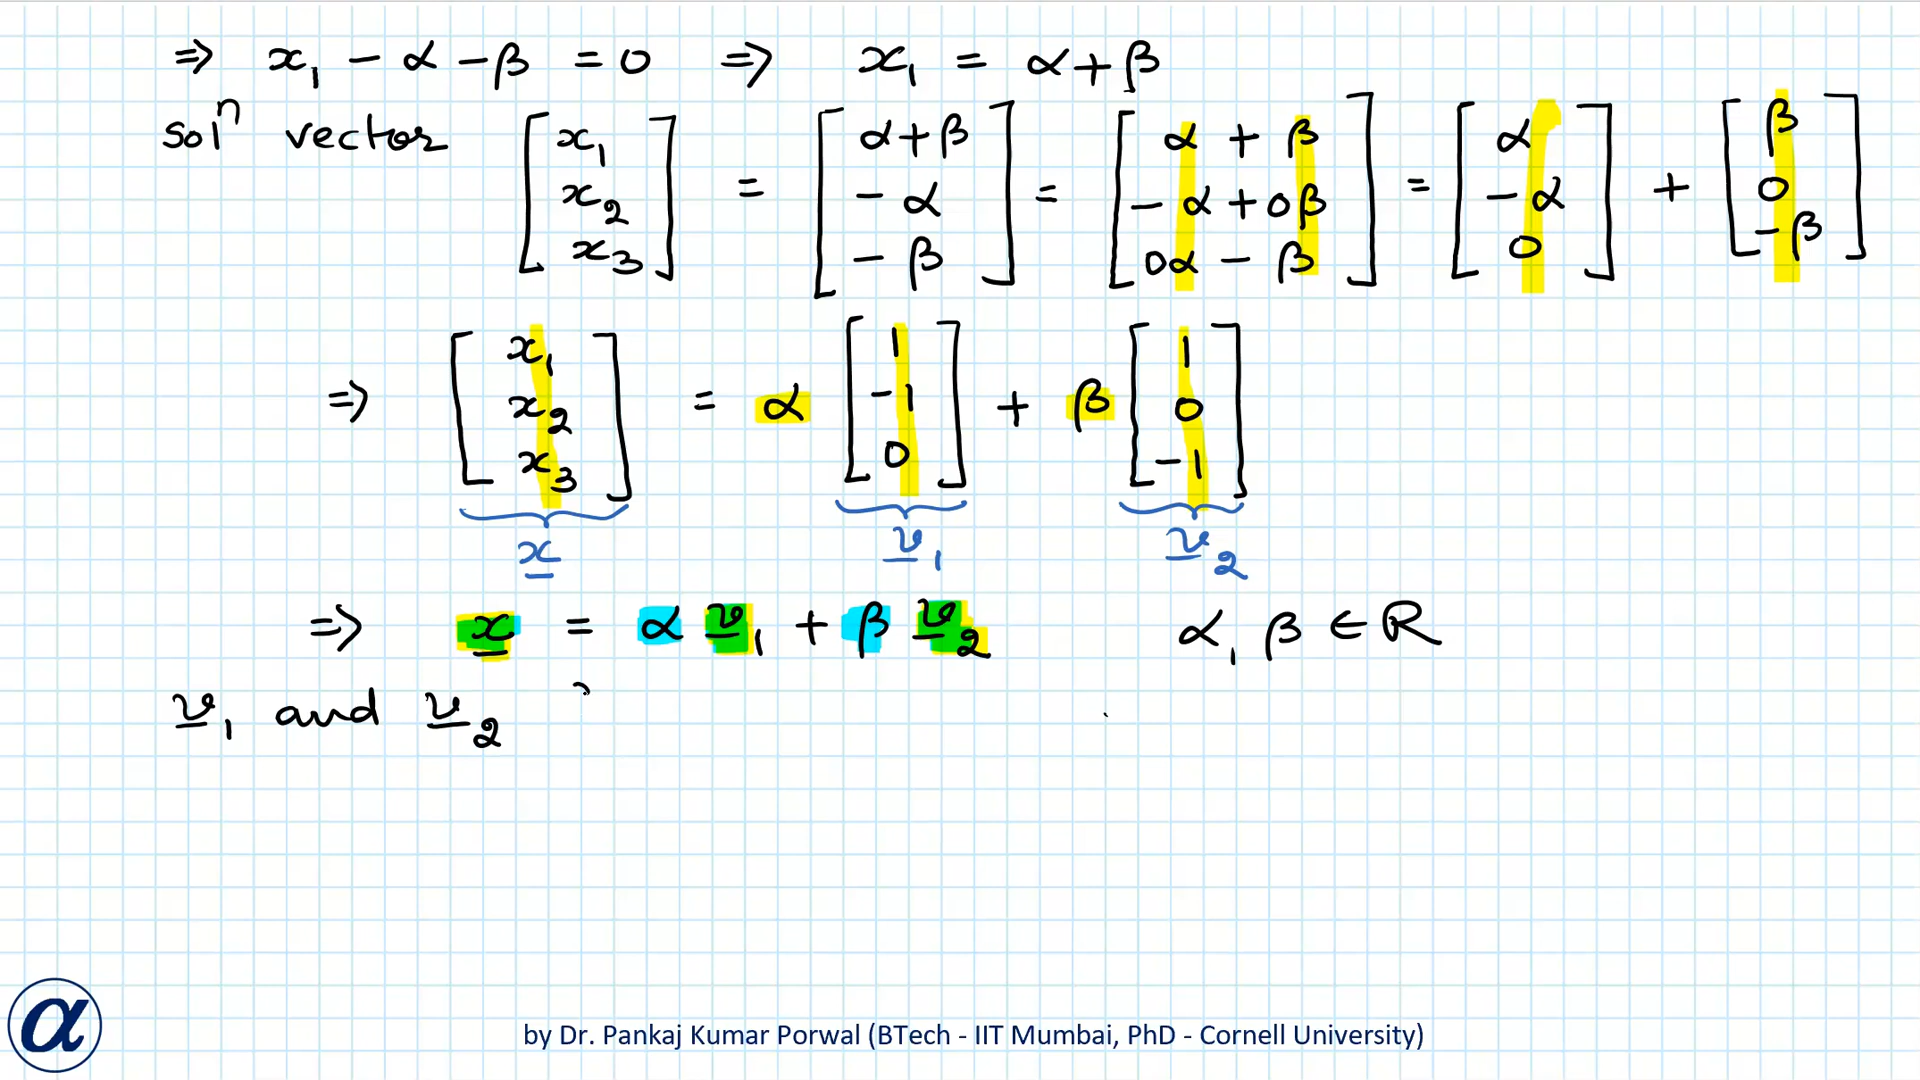 ⇒ x₁ - α - β = 0 ⇒ x₁ = α + β
solⁿ vector [x₁ x₂ x₃] = [α+β -α -β] = [α + β -α + 0β 0α - β] = [α -α 0] + [β 0 -β]
⇒ [x₁ x₂ x₃] = α [1 -1 0] + β [1 0 -1]
x v₁ v₂
⇒ x = α v₁ + β v₂ α, β ∈ R
v₁ and v₂
α
by Dr. Pankaj Kumar Porwal (BTech - IIT Mumbai, PhD - Cornell University)